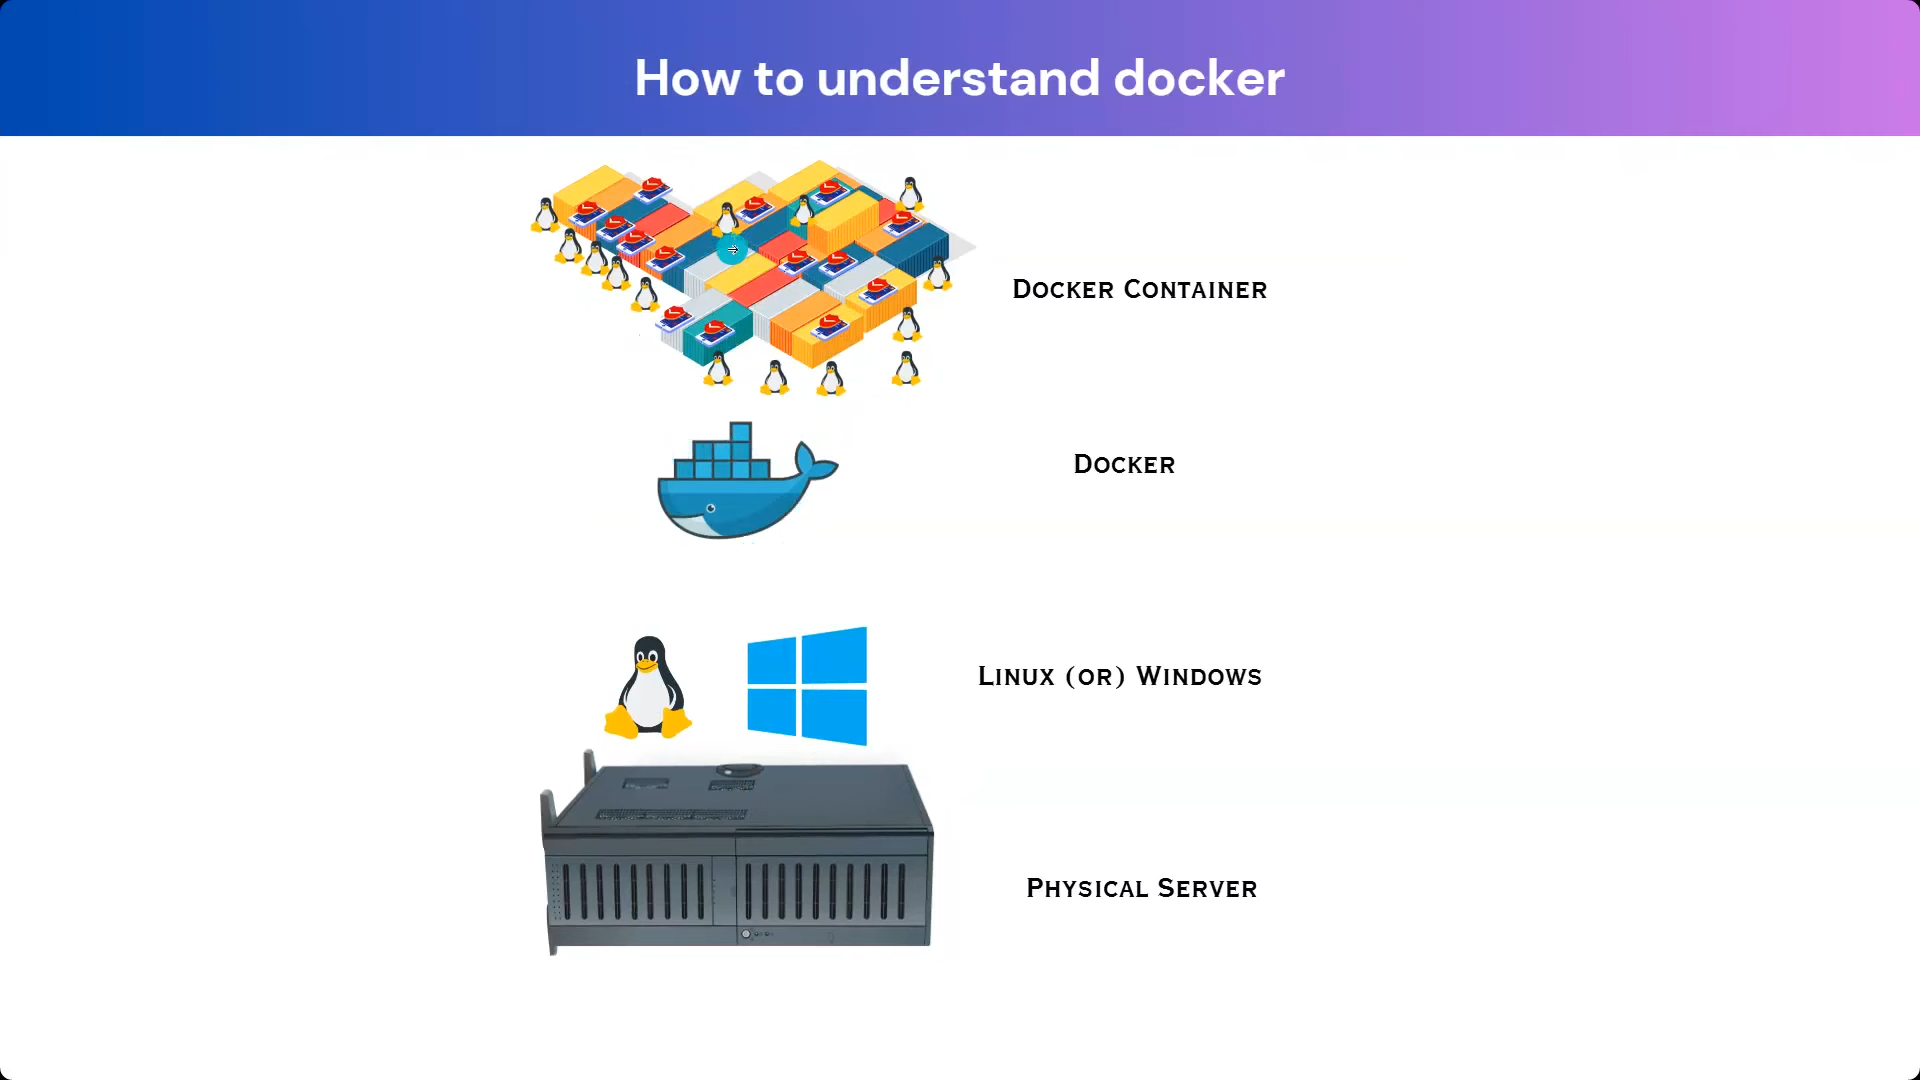 How to understand docker
Docker Container
Docker
Linux (or) Windows
Physical Server